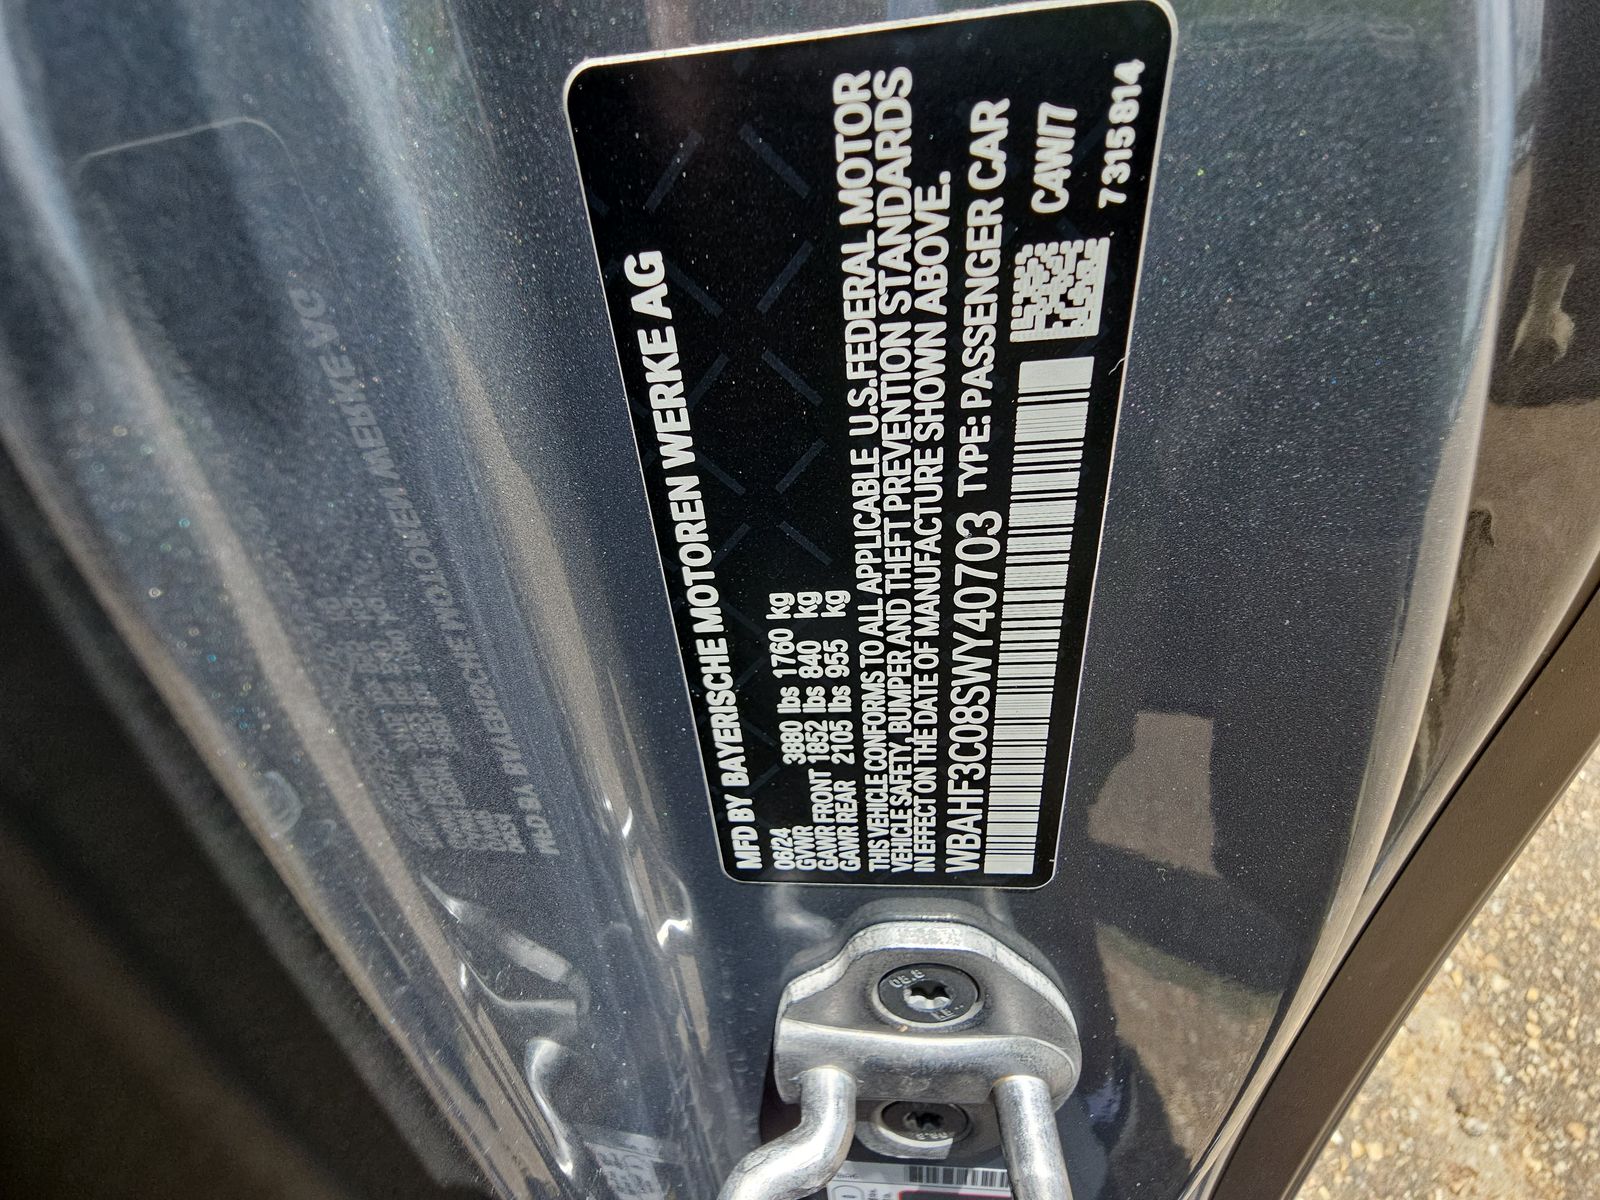 MFD BY BAYERISCHE MOTOREN WERKE AG
06/24
GVWR 3880 lbs 1760 kg
GAWR FRONT 1852 lbs 840 kg
GAWR REAR 2105 lbs 955 kg
THIS VEHICLE CONFORMS TO ALL APPLICABLE U.S.FEDERAL MOTOR
VEHICLE SAFETY, BUMPER AND THEFT PREVENTION STANDARDS
IN EFFECT ON THE DATE OF MANUFACTURE SHOWN ABOVE.
WBAHF3C08SWY40703 TYPE: PASSENGER CAR
C4W/7
7315814